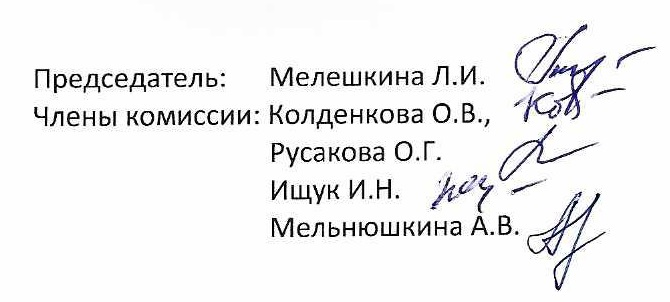 Председатель: Мелешкина Л.И.
Члены комиссии: Колденкова О.В.,
Русакова О.Г.
Ищук И.Н.
Мельнюшкина А.В.